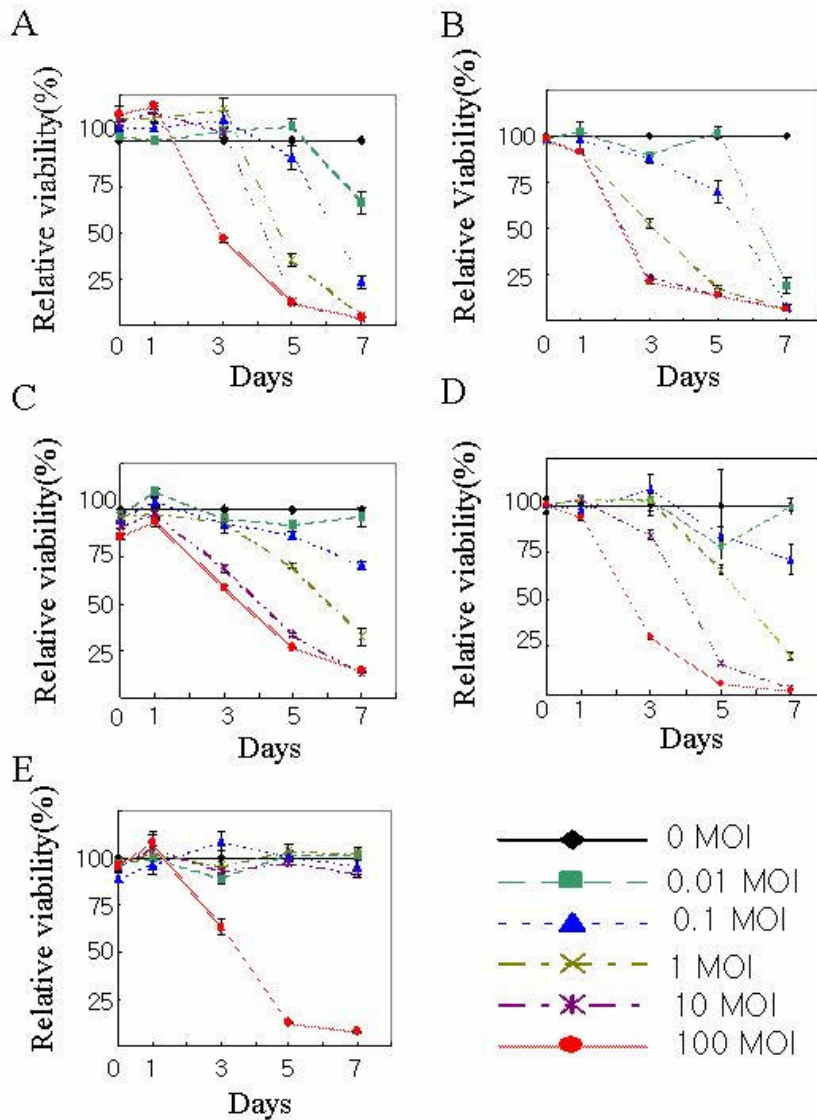 A
Relative viability(%)
100
75
50
25
0 1 3 5 7
Days
B
Relative Viability(%)
100
75
50
25
0 1 3 5 7
Days
C
Relative viability(%)
100
75
50
25
0 1 3 5 7
Days
D
Relative viability(%)
100
75
50
25
0 1 3 5 7
Days
E
Relative viability(%)
100
75
50
25
0 1 3 5 7
Days
0 MOI
0.01 MOI
0.1 MOI
1 MOI
10 MOI
100 MOI